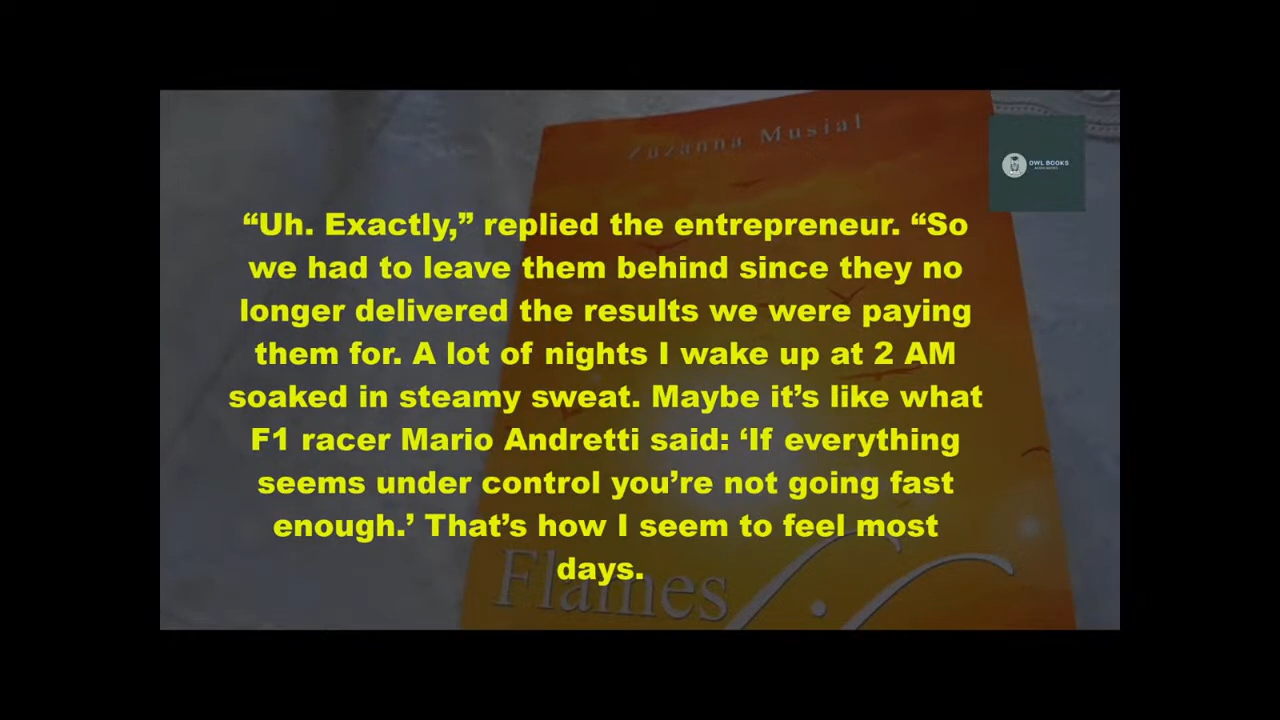 Zuzanna Musial
OWL BOOKS
“Uh. Exactly,” replied the entrepreneur. “So
we had to leave them behind since they no
longer delivered the results we were paying
them for. A lot of nights I wake up at 2 AM
soaked in steamy sweat. Maybe it’s like what
F1 racer Mario Andretti said: ‘If everything
seems under control you’re not going fast
enough.’ That’s how I seem to feel most
days.
Flames